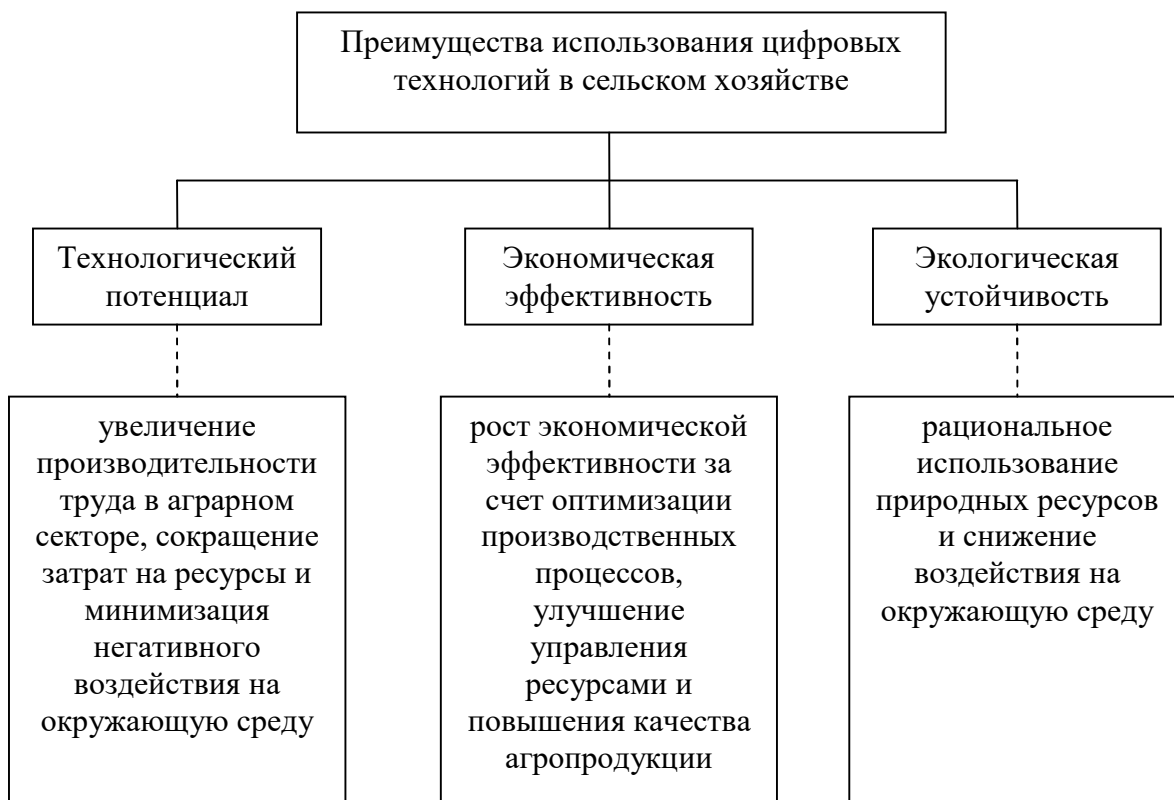 Преимущества использования цифровых
технологий в сельском хозяйстве
Технологический
потенциал
Экономическая
эффективность
Экологическая
устойчивость
увеличение
производительности
труда в аграрном
секторе, сокращение
затрат на ресурсы и
минимизация
негативного
воздействия на
окружающую среду
рост экономической
эффективности за
счет оптимизации
производственных
процессов,
улучшение
управления
ресурсами и
повышения качества
агропродукции
рациональное
использование
природных ресурсов
и снижение
воздействия на
окружающую среду